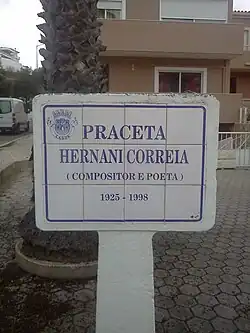 PRACETA
HERNANI CORREIA
( COMPOSITOR E POETA )
1925 - 1998